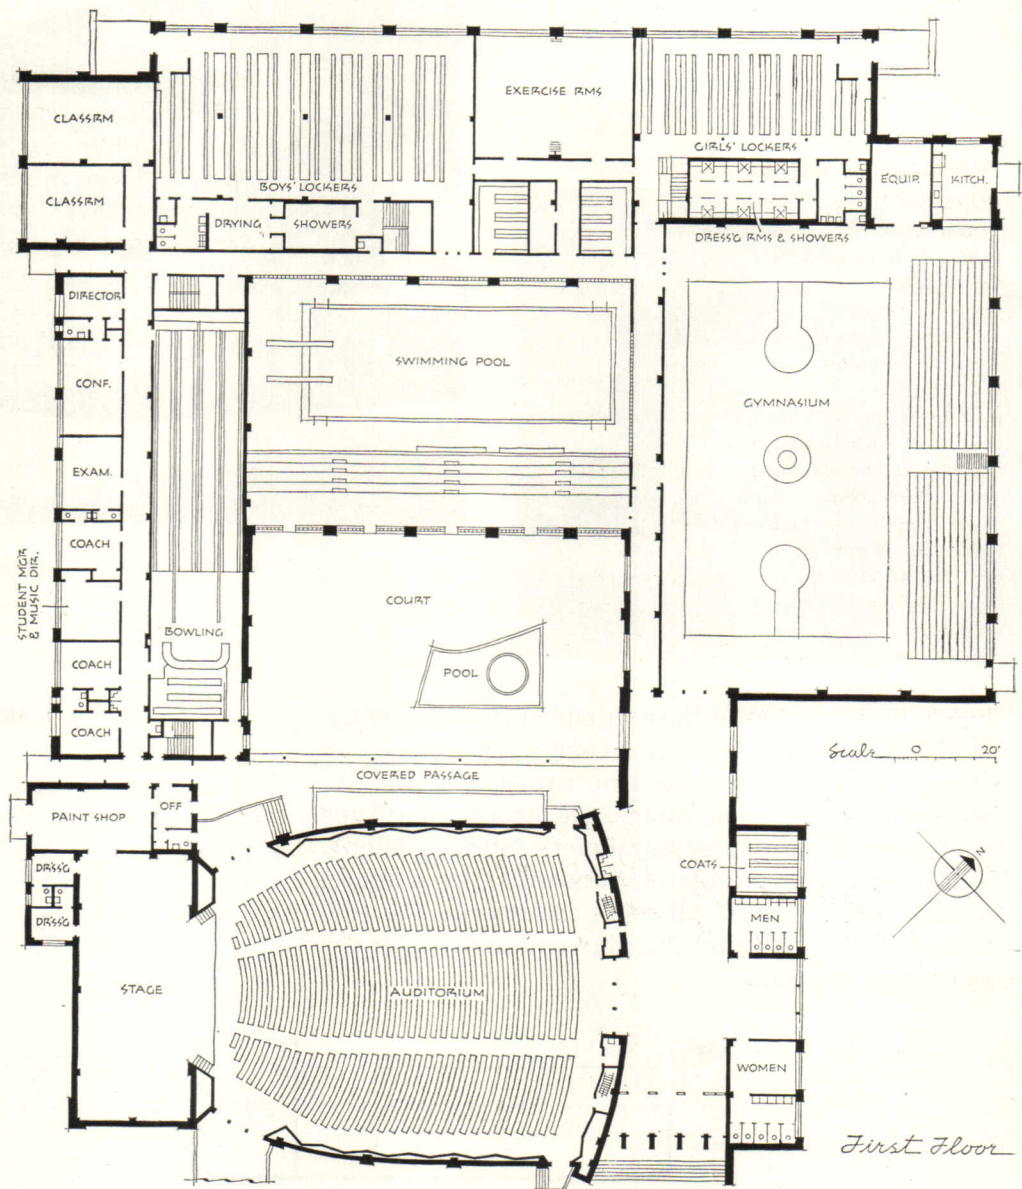 CLASSRM
CLASSRM
EXERCISE RMS
BOYS' LOCKERS
GIRLS' LOCKERS
DRYING
SHOWERS
EQUIP.
KITCH.
DRESS'G RMS & SHOWERS
DIRECTOR
CONF.
EXAM.
COACH
STUDENT M'G'R
& MUSIC DIR.
COACH
COACH
BOWLING
SWIMMING POOL
GYMNASIUM
COURT
POOL
COVERED PASSAGE
Scale 0 20'
PAINT SHOP
OFF
DR'SS'G
DR'SS'G
STAGE
AUDITORIUM
COATS
MEN
WOMEN
N
First Floor